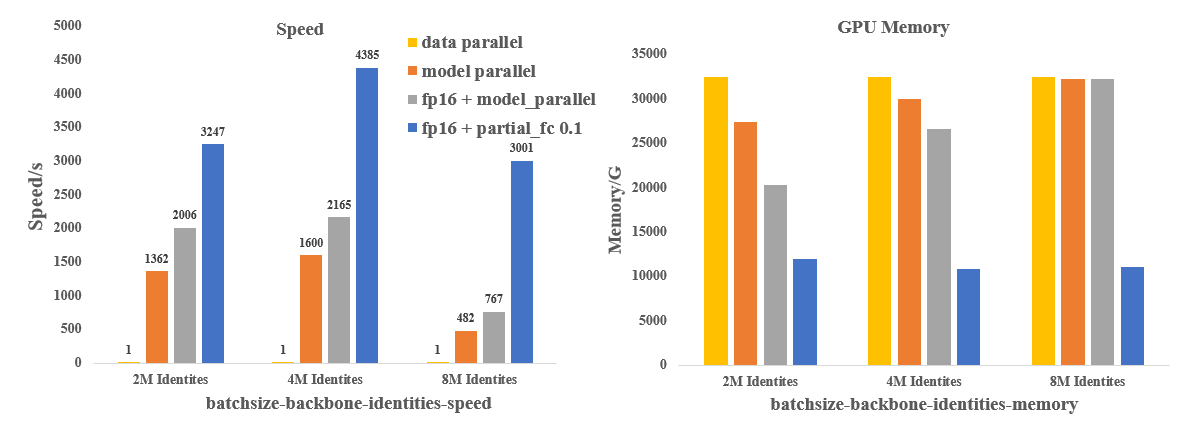 Speed
data parallel
model parallel
fp16 + model_parallel
fp16 + partial_fc 0.1
Speed/s
5000
4500
4000
3500
3000
2500
2000
1500
1000
500
0
1
1362
2006
3247
1
1600
2165
4385
1
482
767
3001
2M Identites
4M Identites
8M Identites
batchsize-backbone-identities-speed
GPU Memory
Memory/G
35000
30000
25000
20000
15000
10000
5000
0
2M Identites
4M Identites
8M Identites
batchsize-backbone-identities-memory